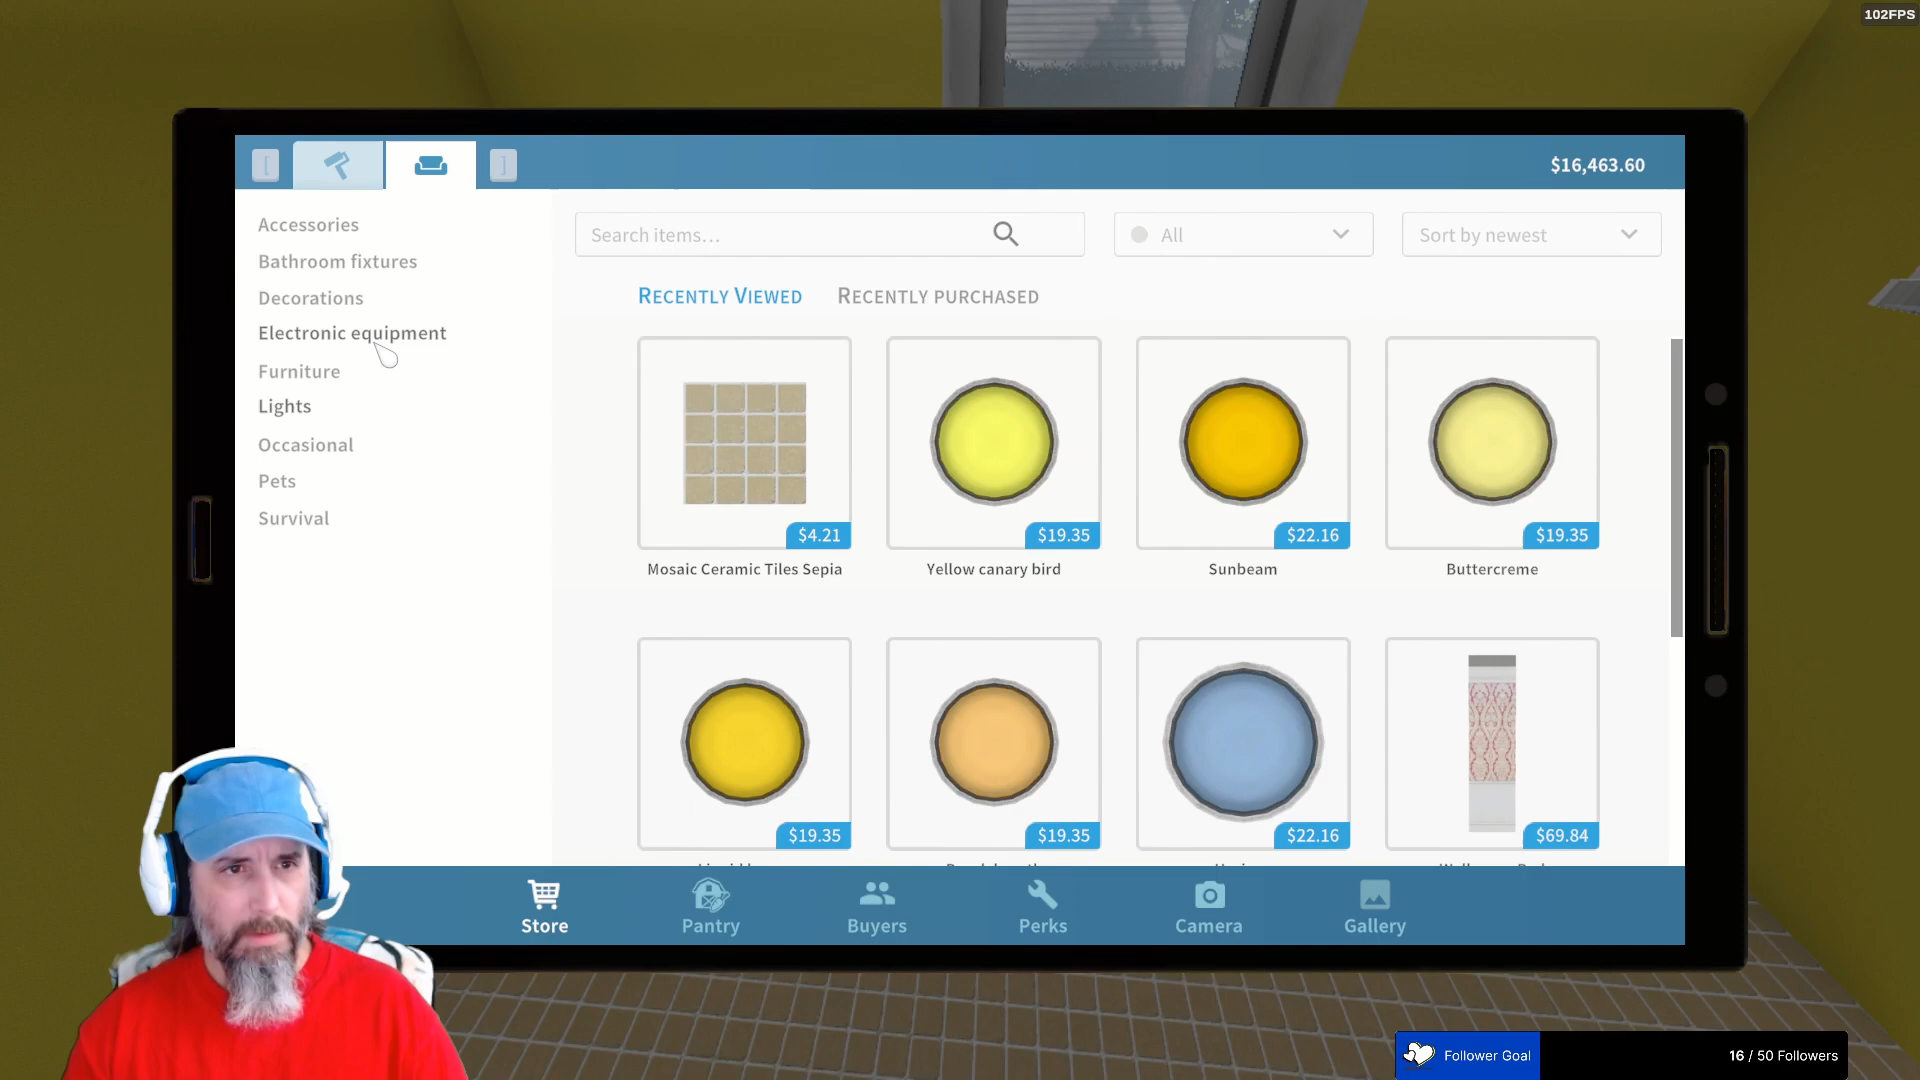 102FPS
[
]
$16,463.60
Accessories
Bathroom fixtures
Decorations
Electronic equipment
Furniture
Lights
Occasional
Pets
Survival
Search items...
All
Sort by newest
RECENTLY VIEWED
RECENTLY PURCHASED
$4.21
$19.35
$22.16
$19.35
Mosaic Ceramic Tiles Sepia
Yellow canary bird
Sunbeam
Buttercreme
$19.35
$19.35
$22.16
$69.84
Store
Pantry
Buyers
Perks
Camera
Gallery
Follower Goal
16 / 50 Followers